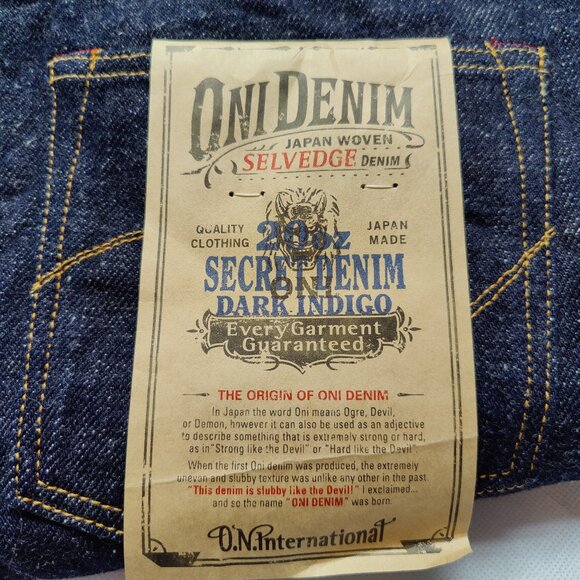 ONI DENIM
JAPAN WOVEN
SELVEDGE DENIM
QUALITY CLOTHING
20oz
JAPAN MADE
SECRET DENIM
ONI
DARK INDIGO
Every Garment
Guaranteed
THE ORIGIN OF ONI DENIM
In Japan the word Oni means Ogre, Devil,
or Demon, however it can also be used as an adjective
to describe something that is extremely strong or hard,
as in "Strong like the Devil" or "Hard like the Devil".
When the first Oni denim was produced, the extremely
unevan and slubby texture was unlike any other in the past.
"This denim is slubby like the Devil!" I exclaimed...
and so the name "ONI DENIM" was born.
O.N.International